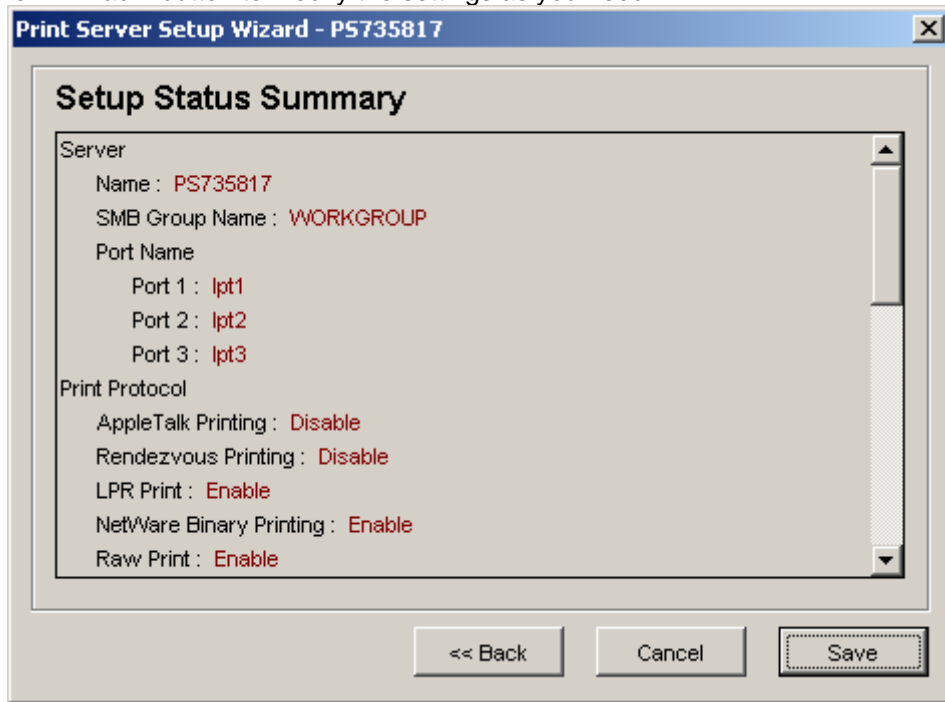 Print Server Setup Wizard - PS735817
Setup Status Summary
Server
Name : PS735817
SMB Group Name : WORKGROUP
Port Name
Port 1 : lpt1
Port 2 : lpt2
Port 3 : lpt3
Print Protocol
AppleTalk Printing : Disable
Rendezvous Printing : Disable
LPR Print : Enable
NetWare Binary Printing : Enable
Raw Print : Enable
<< Back
Cancel
Save